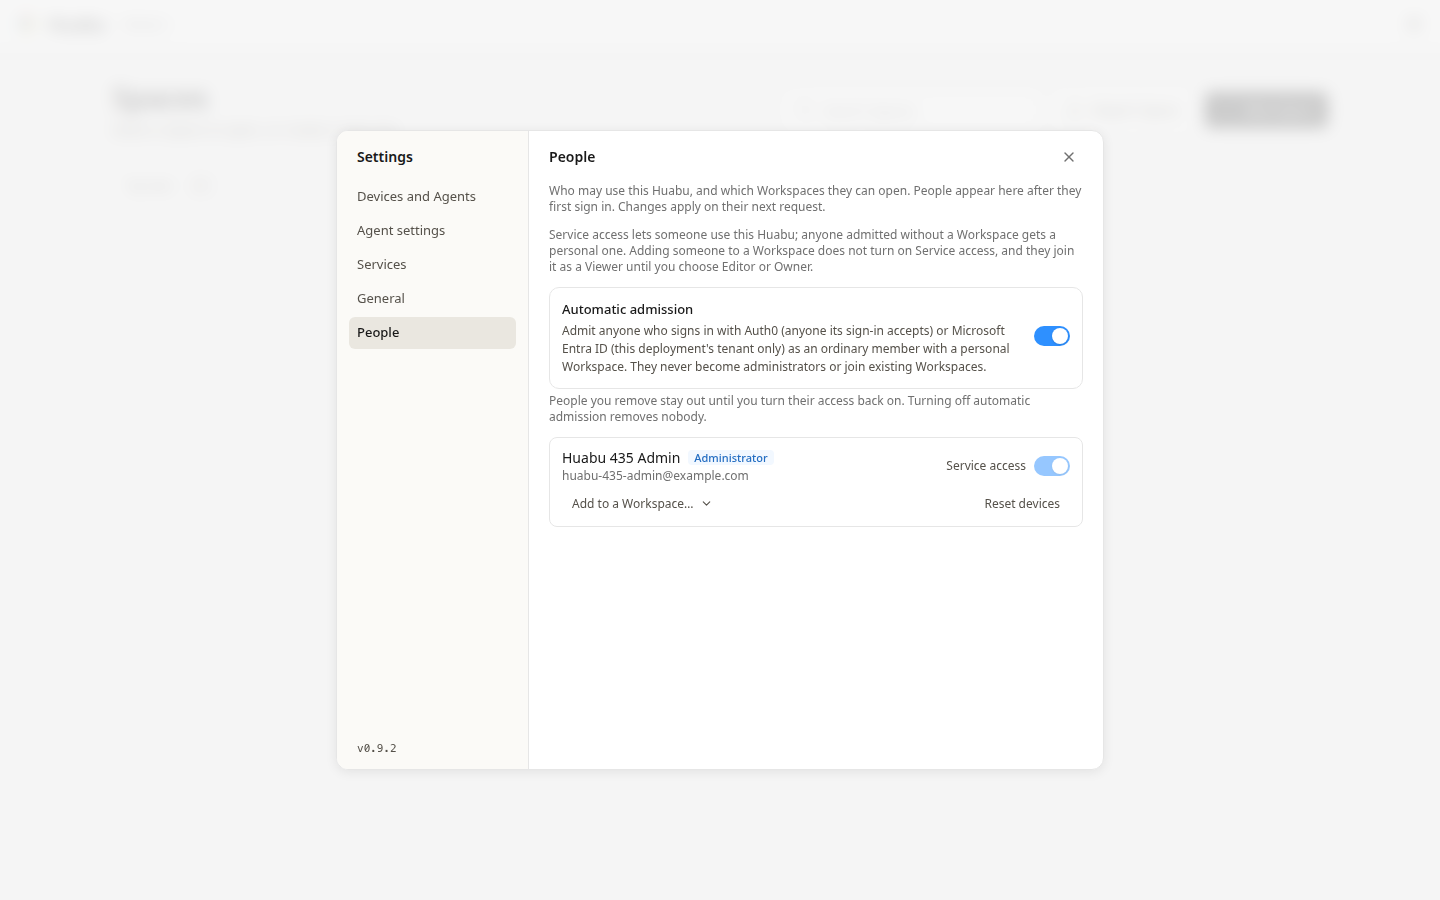 Settings
Devices and Agents
Agent settings
Services
General
People
v0.9.2
People
Who may use this Huabu, and which Workspaces they can open. People appear here after they
first sign in. Changes apply on their next request.
Service access lets someone use this Huabu; anyone admitted without a Workspace gets a
personal one. Adding someone to a Workspace does not turn on Service access, and they join
it as a Viewer until you choose Editor or Owner.
Automatic admission
Admit anyone who signs in with Auth0 (anyone its sign-in accepts) or Microsoft
Entra ID (this deployment's tenant only) as an ordinary member with a personal
Workspace. They never become administrators or join existing Workspaces.
People you remove stay out until you turn their access back on. Turning off automatic
admission removes nobody.
Huabu 435 Admin Administrator
huabu-435-admin@example.com
Service access
Add to a Workspace...
Reset devices